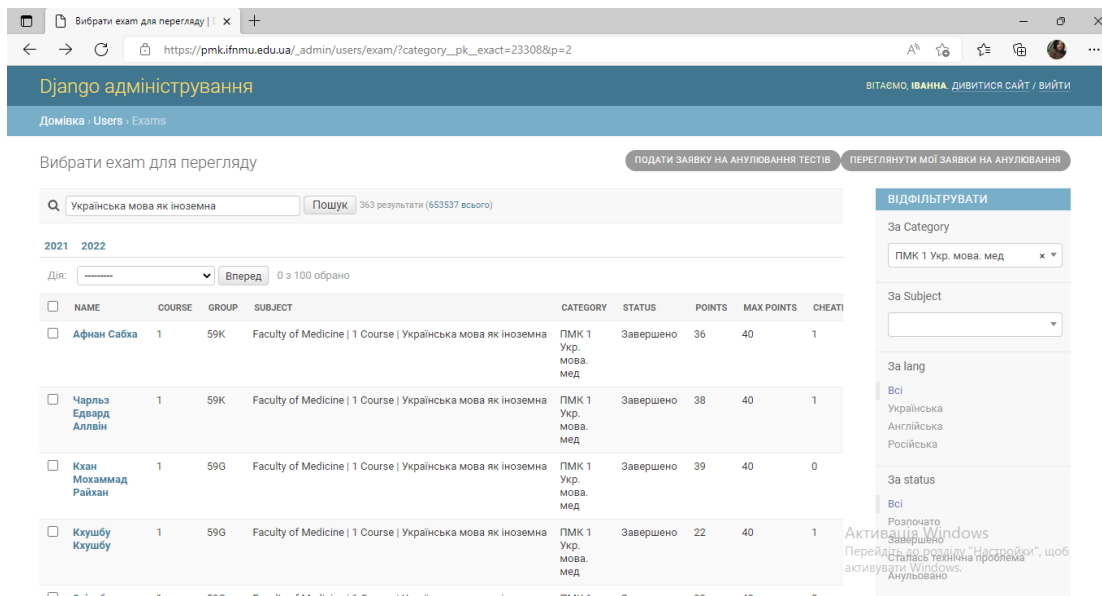 Вибрати exam для перегляду |
https://pmk.ifnmu.edu.ua/_admin/users/exam/?category__pk__exact=23308&p=2
Django адміністрування
ВІТАЄМО, ІВАННА. ДИВИТИСЯ САЙТ / ВИЙТИ
Домівка › Users › Exams
Вибрати exam для перегляду
ПОДАТИ ЗАЯВКУ НА АНУЛЮВАННЯ ТЕСТІВ
ПЕРЕГЛЯНУТИ МОЇ ЗАЯВКИ НА АНУЛЮВАННЯ
Українська мова як іноземна
Пошук
363 результати (653537 всього)
2021 2022
Дія: ---------
Вперед
0 з 100 обрано
NAME COURSE GROUP SUBJECT CATEGORY STATUS POINTS MAX POINTS CHEATI
Афнан Сабха 1 59K Faculty of Medicine | 1 Course | Українська мова як іноземна ПМК 1 Завершено 36 40 1
Укр.
мова.
мед
Чарльз 1 59K Faculty of Medicine | 1 Course | Українська мова як іноземна ПМК 1 Завершено 38 40 1
Едвард Укр.
Аллвін мова.
мед
Кхан 1 59G Faculty of Medicine | 1 Course | Українська мова як іноземна ПМК 1 Завершено 39 40 0
Мохаммад Укр.
Райхан мова.
мед
Кхушбу 1 59G Faculty of Medicine | 1 Course | Українська мова як іноземна ПМК 1 Завершено 22 40 1
Кхушбу Укр.
мова.
мед
ВІДФІЛЬТРУВАТИ
За Category
ПМК 1 Укр. мова. мед
За Subject
За lang
Всі
Українська
Англійська
Російська
За status
Всі
Розпочато
Завершено
Сталась технічна проблема
Анульовано
Активація Windows
Перейдіть до розділу "Настройки", щоб
активувати Windows.